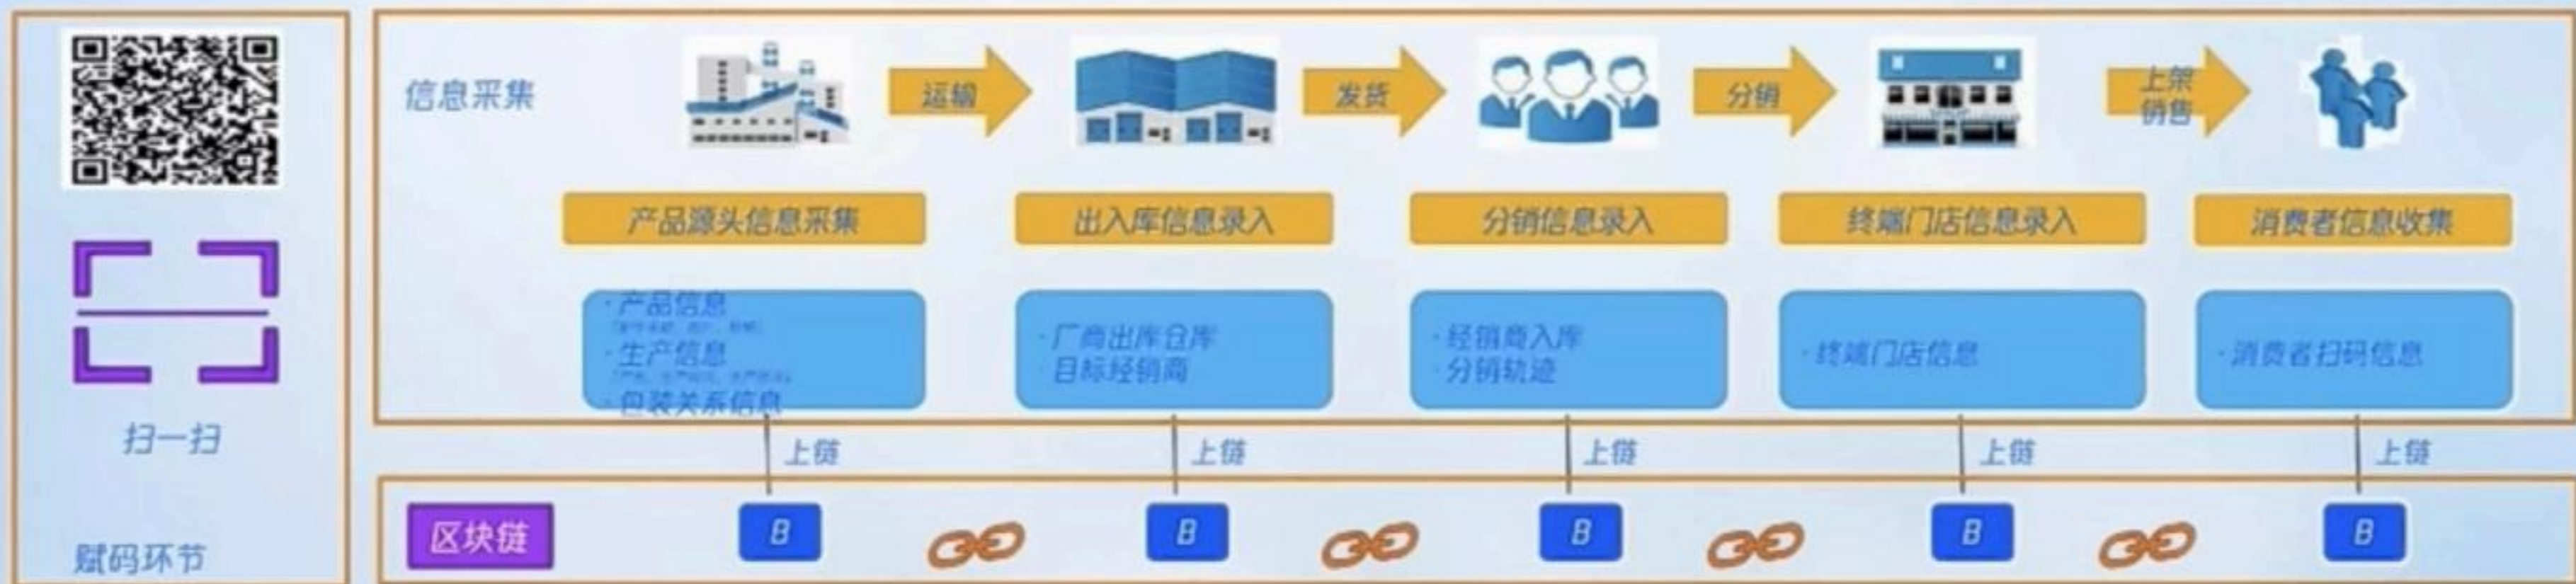 扫一扫
赋码环节
信息采集
运输
发货
分销
上架
销售
产品源头信息采集
出入库信息录入
分销信息录入
终端门店信息录入
消费者信息收集
·产品信息
·生产信息
·包装关系信息
·厂商出库仓库
目标经销商
·经销商入库
·分销轨迹
·终端门店信息
·消费者扫码信息
上链
上链
上链
上链
上链
区块链
B
B
B
B
B